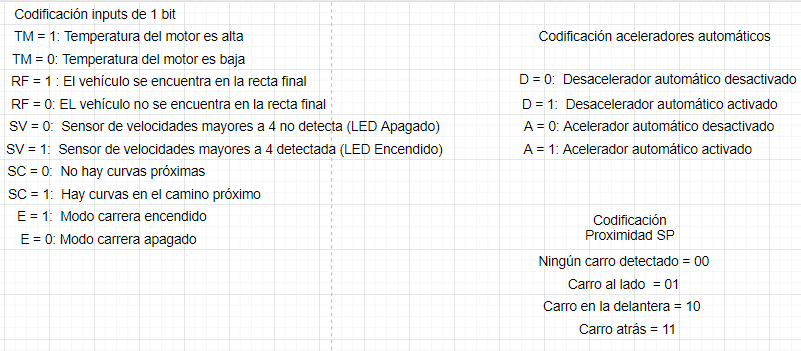 Codificación inputs de 1 bit
TM = 1: Temperatura del motor es alta
TM = 0: Temperatura del motor es baja
RF = 1 : El vehículo se encuentra en la recta final
RF = 0: EL vehículo no se encuentra en la recta final
SV = 0: Sensor de velocidades mayores a 4 no detecta (LED Apagado)
SV = 1: Sensor de velocidades mayores a 4 detectada (LED Encendido)
SC = 0: No hay curvas próximas
SC = 1: Hay curvas en el camino próximo
E = 1: Modo carrera encendido
E = 0: Modo carrera apagado
Codificación aceleradores automáticos
D = 0: Desacelerador automático desactivado
D = 1: Desacelerador automático activado
A = 0: Acelerador automático desactivado
A = 1: Acelerador automático activado
Codificación
Proximidad SP
Ningún carro detectado = 00
Carro al lado = 01
Carro en la delantera = 10
Carro atrás = 11